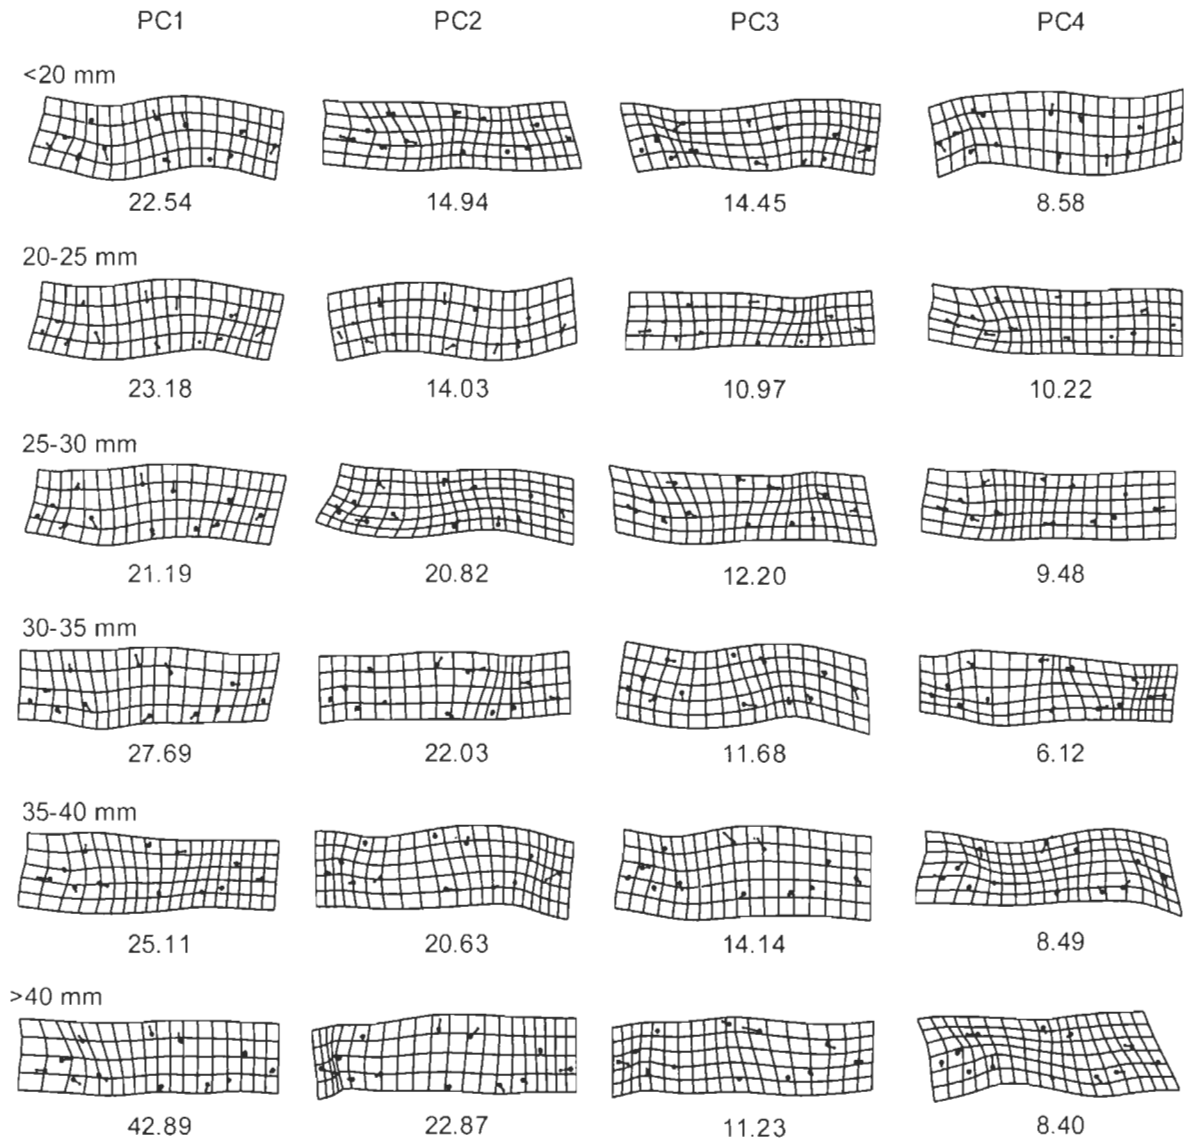 PC1 PC2 PC3 PC4
<20 mm
22.54 14.94 14.45 8.58
20-25 mm
23.18 14.03 10.97 10.22
25-30 mm
21.19 20.82 12.20 9.48
30-35 mm
27.69 22.03 11.68 6.12
35-40 mm
25.11 20.63 14.14 8.49
>40 mm
42.89 22.87 11.23 8.40